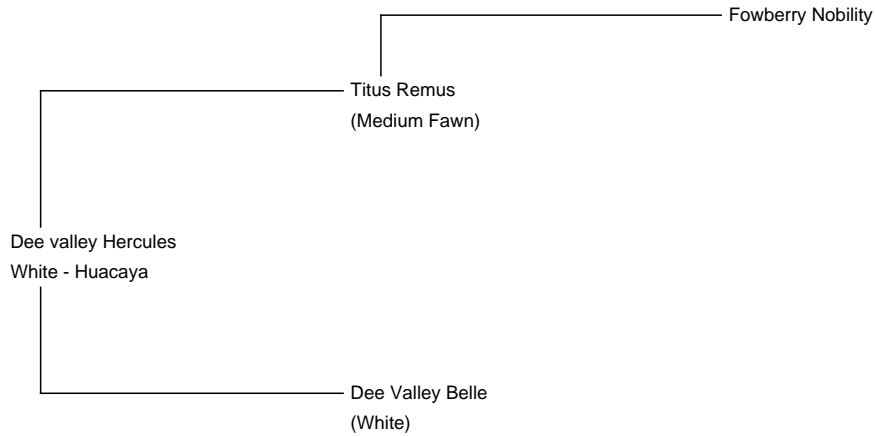 Fowberry Nobility
Titus Remus
(Medium Fawn)
Dee valley Hercules
White - Huacaya
Dee Valley Belle
(White)